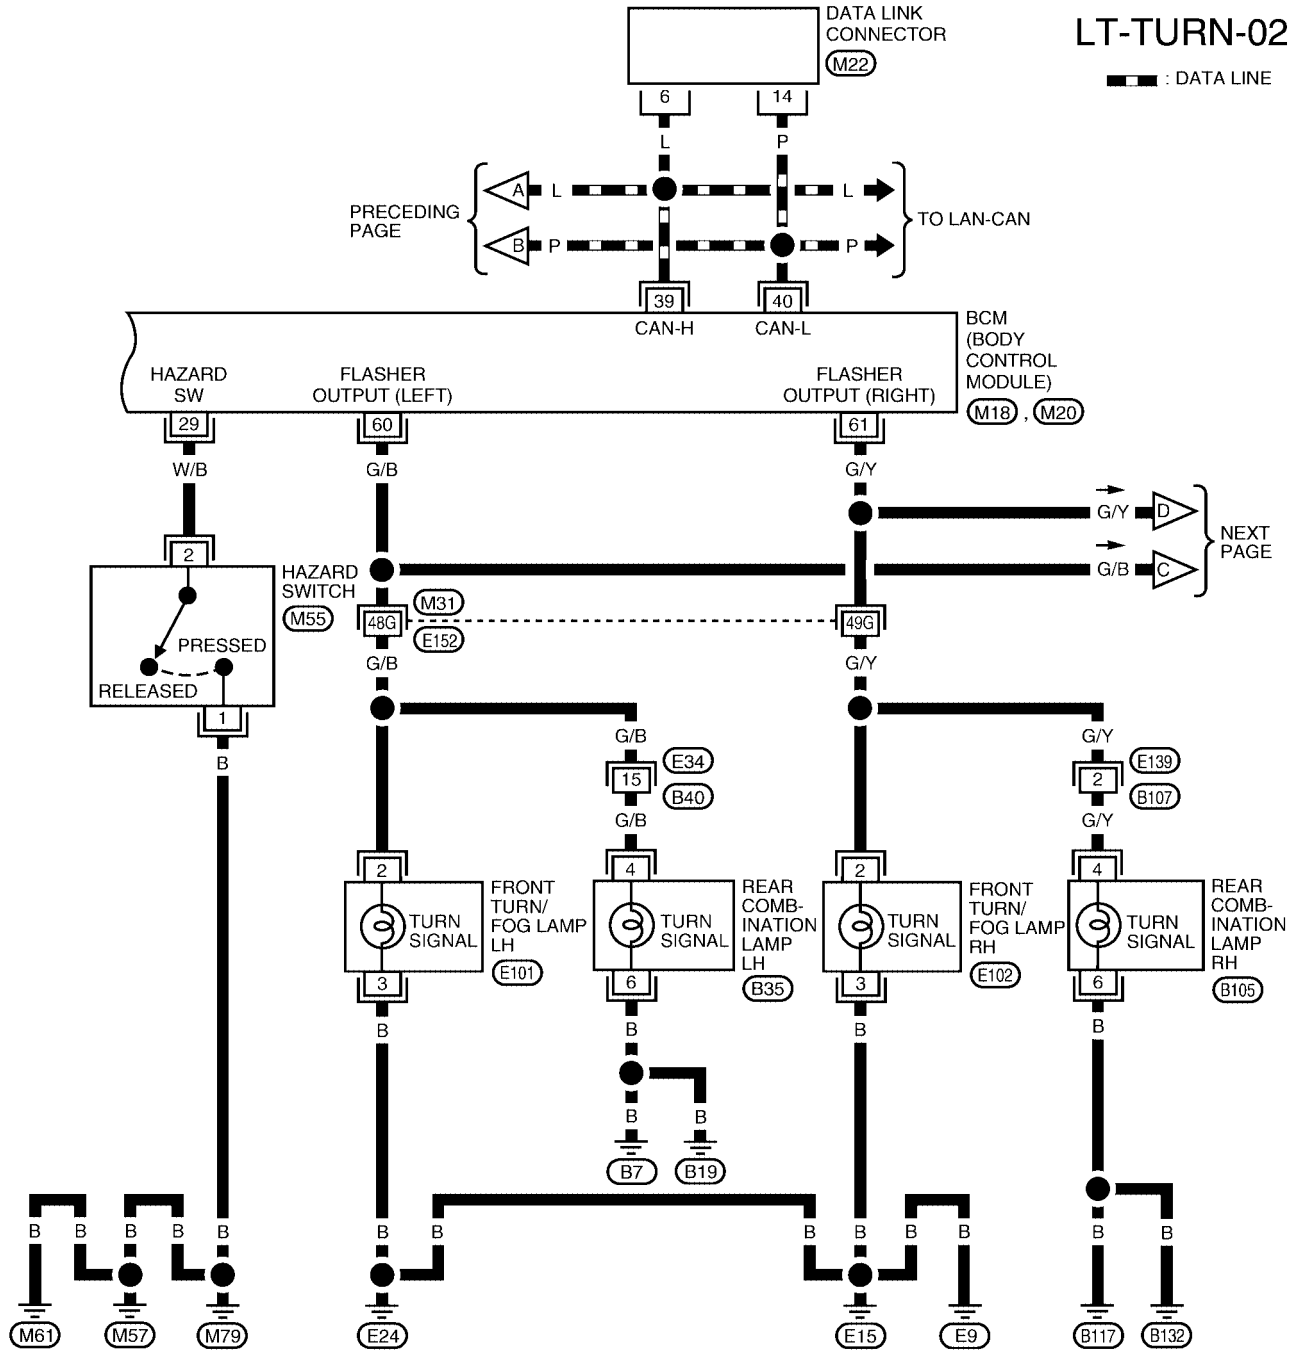 DATA LINK
CONNECTOR
M22
LT-TURN-02
: DATA LINE
6
14
L
P
PRECEDING
PAGE
A
L
L
B
P
P
TO LAN-CAN
39
40
CAN-H
CAN-L
BCM
(BODY
CONTROL
MODULE)
M18 , M20
HAZARD
SW
FLASHER
OUTPUT (LEFT)
FLASHER
OUTPUT (RIGHT)
29
60
61
W/B
G/B
G/Y
G/Y
D
G/B
C
NEXT
PAGE
2
HAZARD
SWITCH
M55
PRESSED
RELEASED
1
B
48G
M31
E152
49G
G/B
G/Y
G/B
E34
15
B40
G/B
G/Y
E139
2
B107
G/Y
2
TURN
SIGNAL
3
FRONT
TURN/
FOG LAMP
LH
E101
4
TURN
SIGNAL
6
REAR
COMB-
INATION
LAMP
LH
B35
2
TURN
SIGNAL
3
FRONT
TURN/
FOG LAMP
RH
E102
4
TURN
SIGNAL
6
REAR
COMB-
INATION
LAMP
RH
B105
B
B
B
B
B
B
B7
B19
B
B
B
B
B
B
B
B
B
B
B
B
B
M61
M57
M79
E24
E15
E9
B117
B132